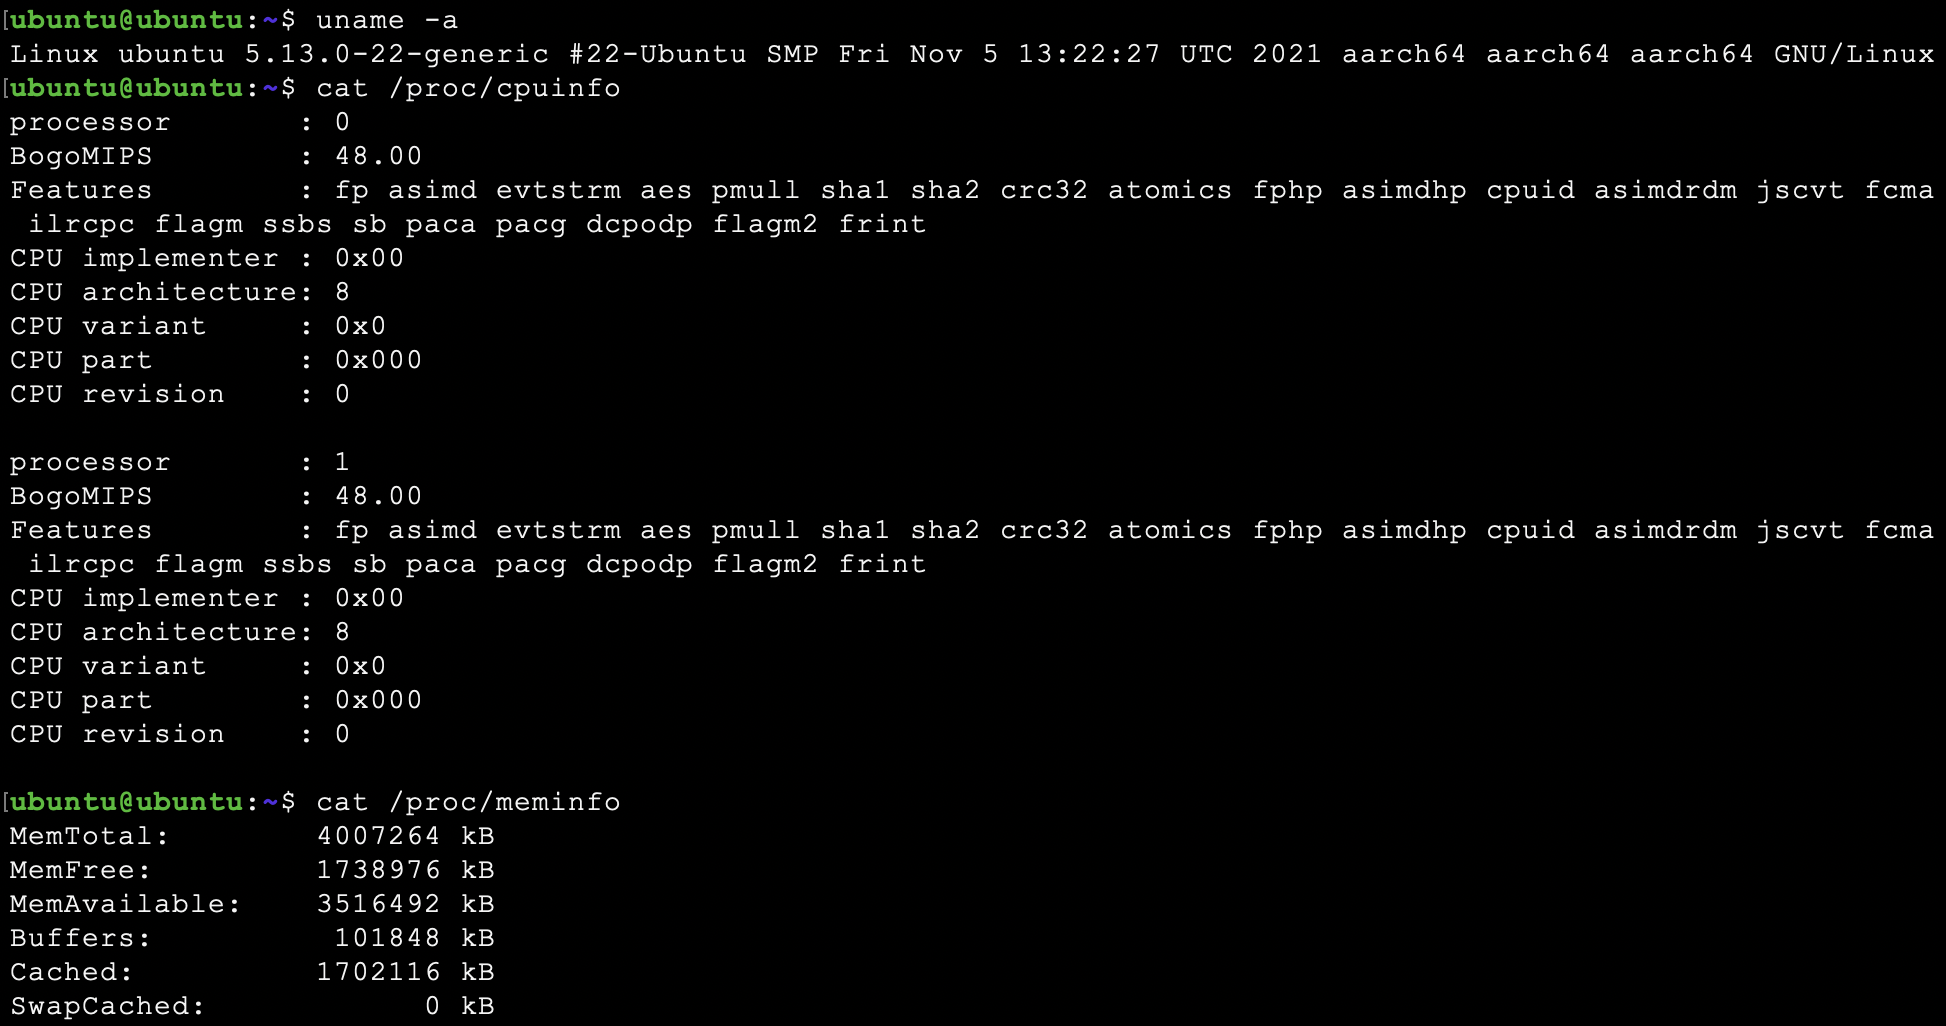 [ubuntu@ubuntu:~$ uname -a
Linux ubuntu 5.13.0-22-generic #22-Ubuntu SMP Fri Nov 5 13:22:27 UTC 2021 aarch64 aarch64 aarch64 GNU/Linux
[ubuntu@ubuntu:~$ cat /proc/cpuinfo
processor       : 0
BogoMIPS        : 48.00
Features        : fp asimd evtstrm aes pmull sha1 sha2 crc32 atomics fphp asimdhp cpuid asimdrdm jscvt fcma
 ilrcpc flagm ssbs sb paca pacg dcpodp flagm2 frint
CPU implementer : 0x00
CPU architecture: 8
CPU variant     : 0x0
CPU part        : 0x000
CPU revision    : 0

processor       : 1
BogoMIPS        : 48.00
Features        : fp asimd evtstrm aes pmull sha1 sha2 crc32 atomics fphp asimdhp cpuid asimdrdm jscvt fcma
 ilrcpc flagm ssbs sb paca pacg dcpodp flagm2 frint
CPU implementer : 0x00
CPU architecture: 8
CPU variant     : 0x0
CPU part        : 0x000
CPU revision    : 0

[ubuntu@ubuntu:~$ cat /proc/meminfo
MemTotal:        4007264 kB
MemFree:         1738976 kB
MemAvailable:    3516492 kB
Buffers:          101848 kB
Cached:          1702116 kB
SwapCached:            0 kB